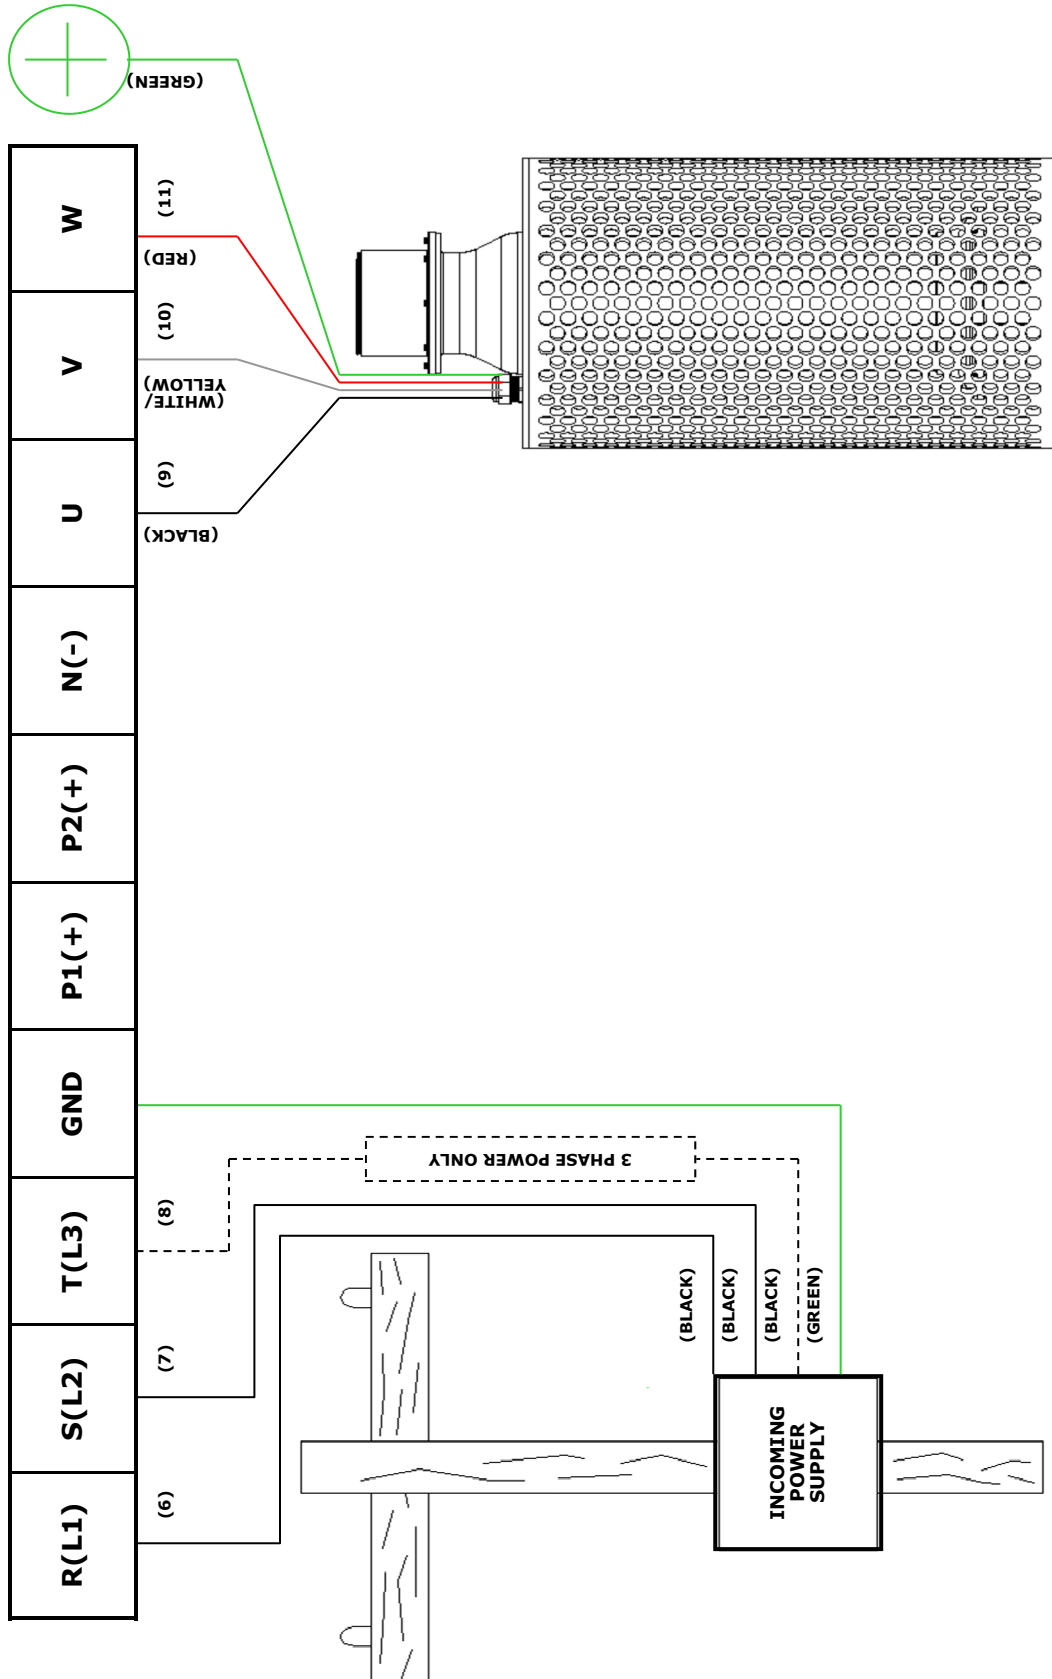 R(L1)
S(L2)
T(L3)
GND
P1(+)
P2(+)
N(-)
U
V
W
(6)
(7)
(8)
(9)
(10)
(11)
(BLACK)
(WHITE/
YELLOW)
(RED)
(GREEN)
3 PHASE POWER ONLY
(BLACK)
(BLACK)
(BLACK)
(GREEN)
INCOMING
POWER
SUPPLY